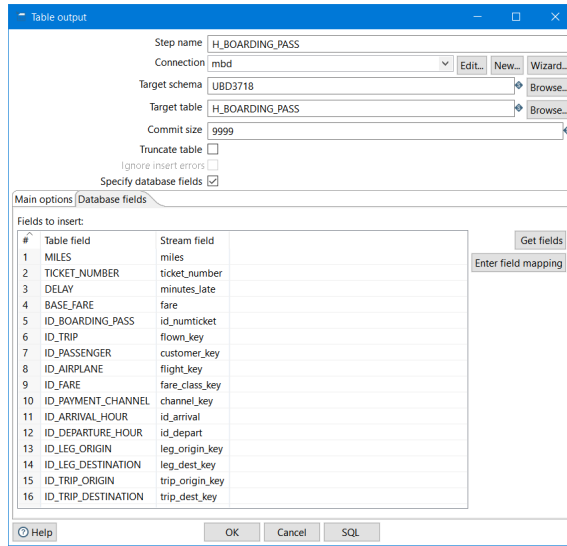 Table output
Step name H_BOARDING_PASS
Connection mbd Edit... New... Wizard...
Target schema UBD3718 Browse...
Target table H_BOARDING_PASS Browse...
Commit size 9999
Truncate table
Ignore insert errors
Specify database fields
Main options Database fields
Fields to insert:
# Table field Stream field
Get fields
1 MILES miles
Enter field mapping
2 TICKET_NUMBER ticket_number
3 DELAY minutes_late
4 BASE_FARE fare
5 ID_BOARDING_PASS id_numticket
6 ID_TRIP flown_key
7 ID_PASSENGER customer_key
8 ID_AIRPLANE flight_key
9 ID_FARE fare_class_key
10 ID_PAYMENT_CHANNEL channel_key
11 ID_ARRIVAL_HOUR id_arrival
12 ID_DEPARTURE_HOUR id_depart
13 ID_LEG_ORIGIN leg_origin_key
14 ID_LEG_DESTINATION leg_dest_key
15 ID_TRIP_ORIGIN trip_origin_key
16 ID_TRIP_DESTINATION trip_dest_key
Help OK Cancel SQL